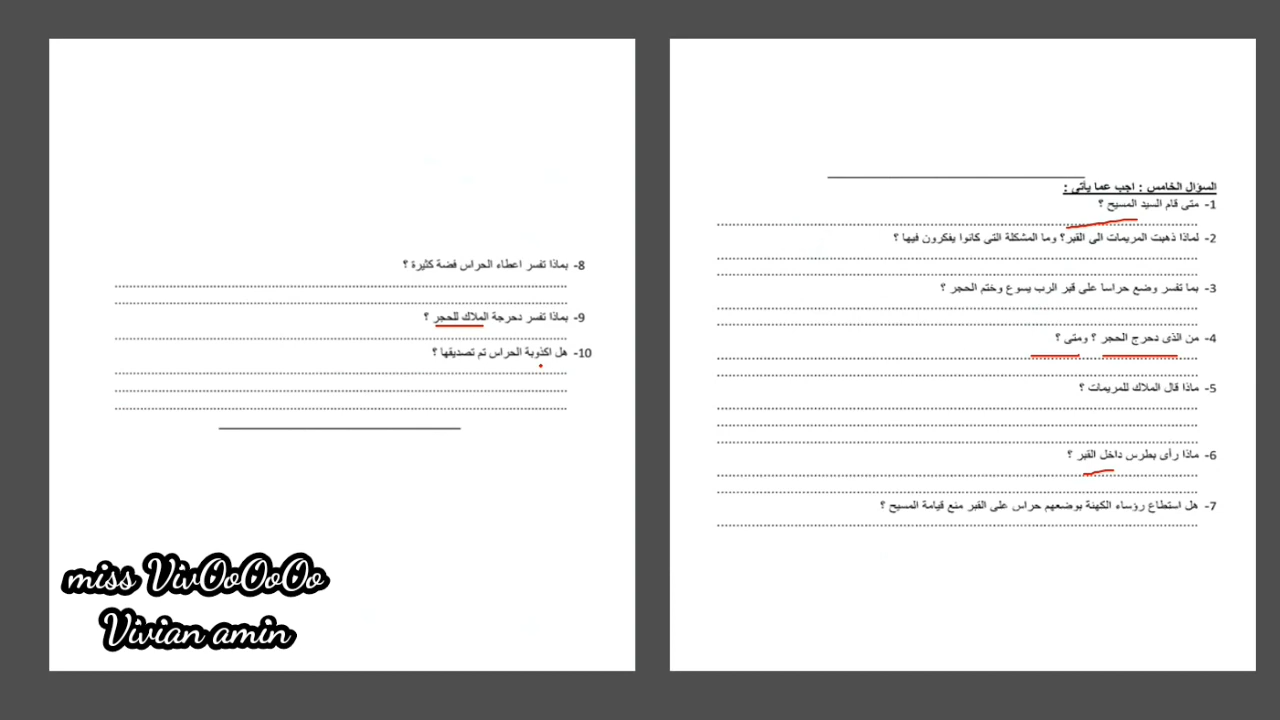 السؤال الخامس : اجب عما يأتى :
1- متى قام السيد المسيح ؟
2- لماذا ذهبت المريمات الى القبر؟ وما المشكلة التى كانوا يفكرون فيها ؟
3- بما تفسر وضع حراسا على قبر الرب يسوع وختم الحجر ؟
4- من الذى دحرج الحجر ؟ ومتى ؟
5- ماذا قال الملاك للمريمات ؟
6- ماذا رأى بطرس داخل القبر ؟
7- هل استطاع رؤساء الكهنة بوضعهم حراس على القبر منع قيامة المسيح ؟
8- بماذا تفسر اعطاء الحراس فضة كثيرة ؟
9- بماذا تفسر دحرجة الملاك للحجر ؟
10- هل اكذوبة الحراس تم تصديقها ؟
miss VivOoOoOo
Vivian amin